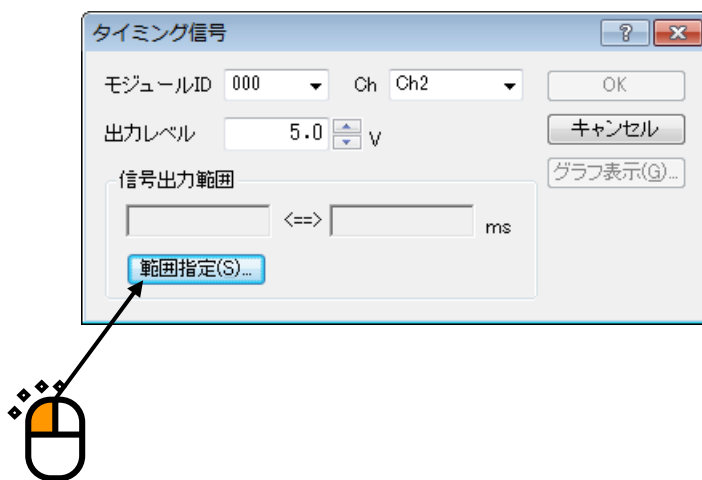 タイミング信号
モジュールID 000 Ch Ch2 OK
出力レベル 5.0 V キャンセル
グラフ表示(G)...
信号出力範囲
<==> ms
範囲指定(S)...